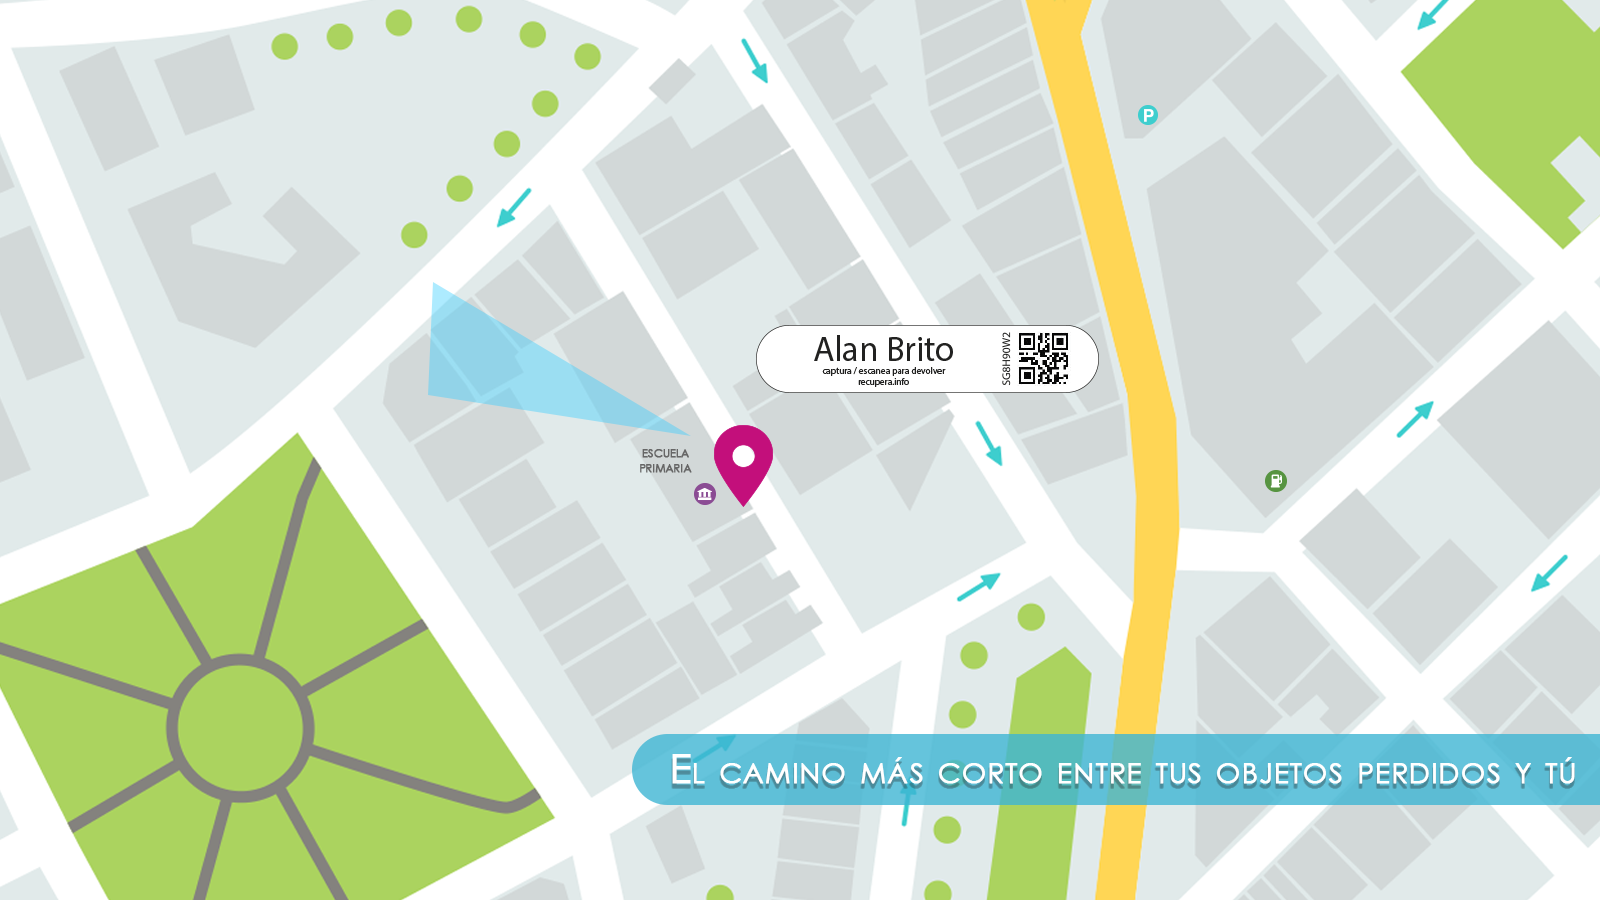 P
Alan Brito
captura / escanea para devolver
recupera.info
SG8H90W2
ESCUELA
PRIMARIA
EL CAMINO MÁS CORTO ENTRE TUS OBJETOS PERDIDOS Y TÚ